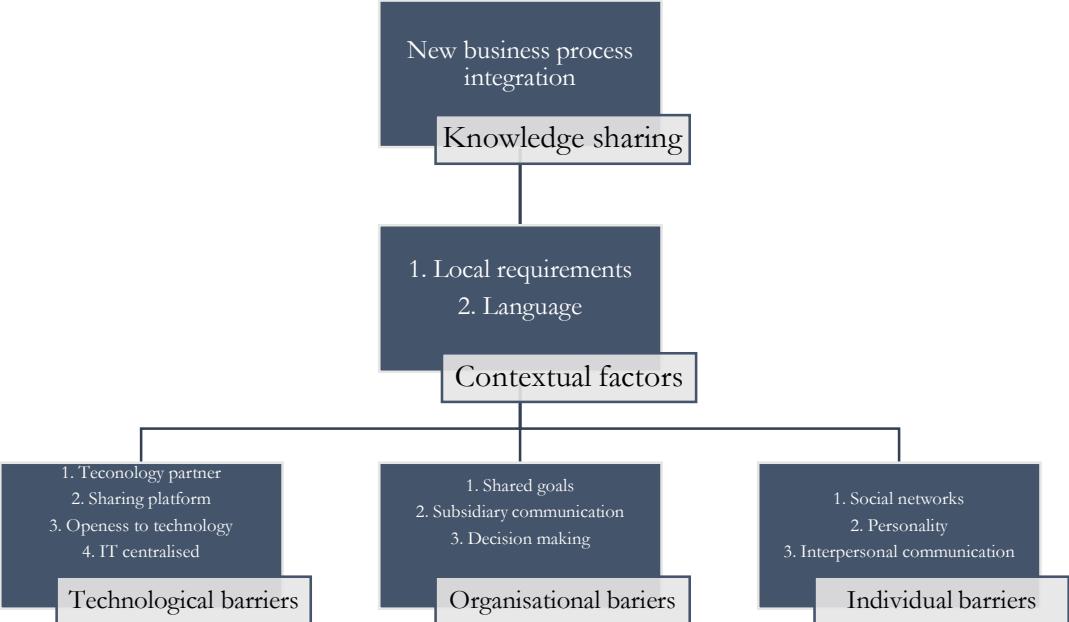 New business process
integration
Knowledge sharing
1. Local requirements
2. Language
Contextual factors
1. Teconology partner
2. Sharing platform
3. Openess to technology
4. IT centralised
Technological barriers
1. Shared goals
2. Subsidiary communication
3. Decision making
Organisational bariers
1. Social networks
2. Personality
3. Interpersonal communication
Individual barriers